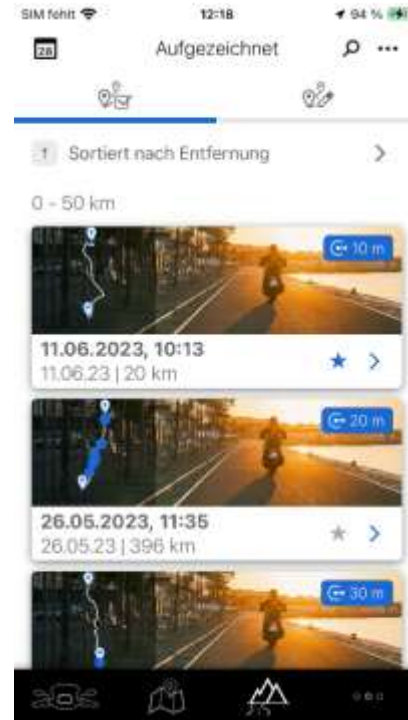 SIM fehlt 12:18 94 %
28 Aufgezeichnet
↑ Sortiert nach Entfernung
0 - 50 km
10 m
11.06.2023, 10:13
11.06.23 | 20 km
20 m
26.05.2023, 11:35
26.05.23 | 396 km
30 m